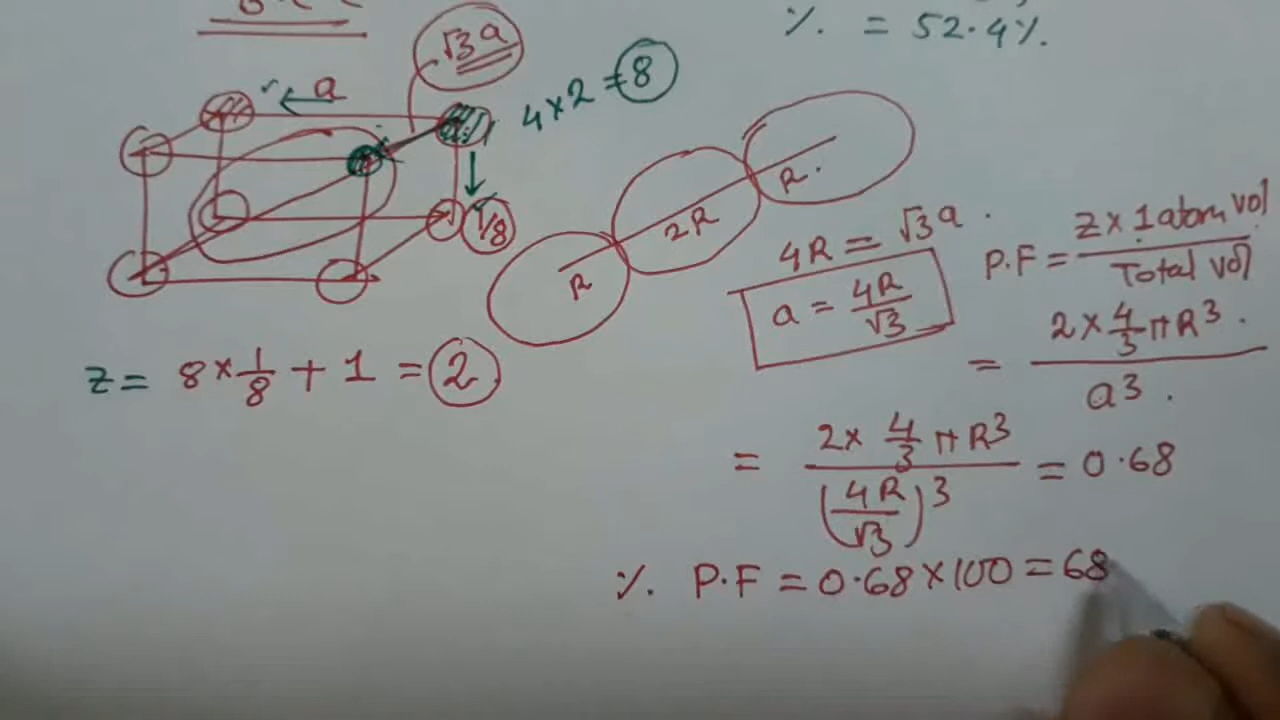 % = 52.4%.
√3a
a
4×2 = 8
R
2R
R.
1/8
4R = √3a.
a = 4R/√3
P.F = Z × 1 atom vol / Total vol
= 2 × 4/3 πR³. / a³.
Z = 8 × 1/8 + 1 = 2
= 2 × 4/3 πR³ / (4R/√3)³ = 0.68
%. P.F = 0.68 × 100 = 68